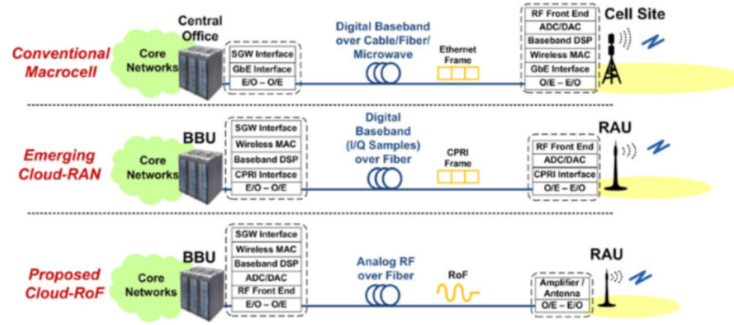 Conventional
Macrocell
Core
Networks
Central
Office
SGW Interface
GbE Interface
E/O – O/E
Digital Baseband
over Cable/Fiber/
Microwave
Ethernet
Frame
RF Front End
ADC/DAC
Baseband DSP
Wireless MAC
GbE Interface
O/E – E/O
Cell Site
Emerging
Cloud-RAN
Core
Networks
BBU
SGW Interface
Wireless MAC
Baseband DSP
CPRI Interface
E/O – O/E
Digital
Baseband
(I/Q Samples)
over Fiber
CPRI
Frame
RF Front End
ADC/DAC
CPRI Interface
O/E – E/O
RAU
Proposed
Cloud-RoF
Core
Networks
BBU
SGW Interface
Wireless MAC
Baseband DSP
ADC/DAC
RF Front End
E/O – O/E
Analog RF
over Fiber
RoF
Amplifier /
Antenna
O/E – E/O
RAU